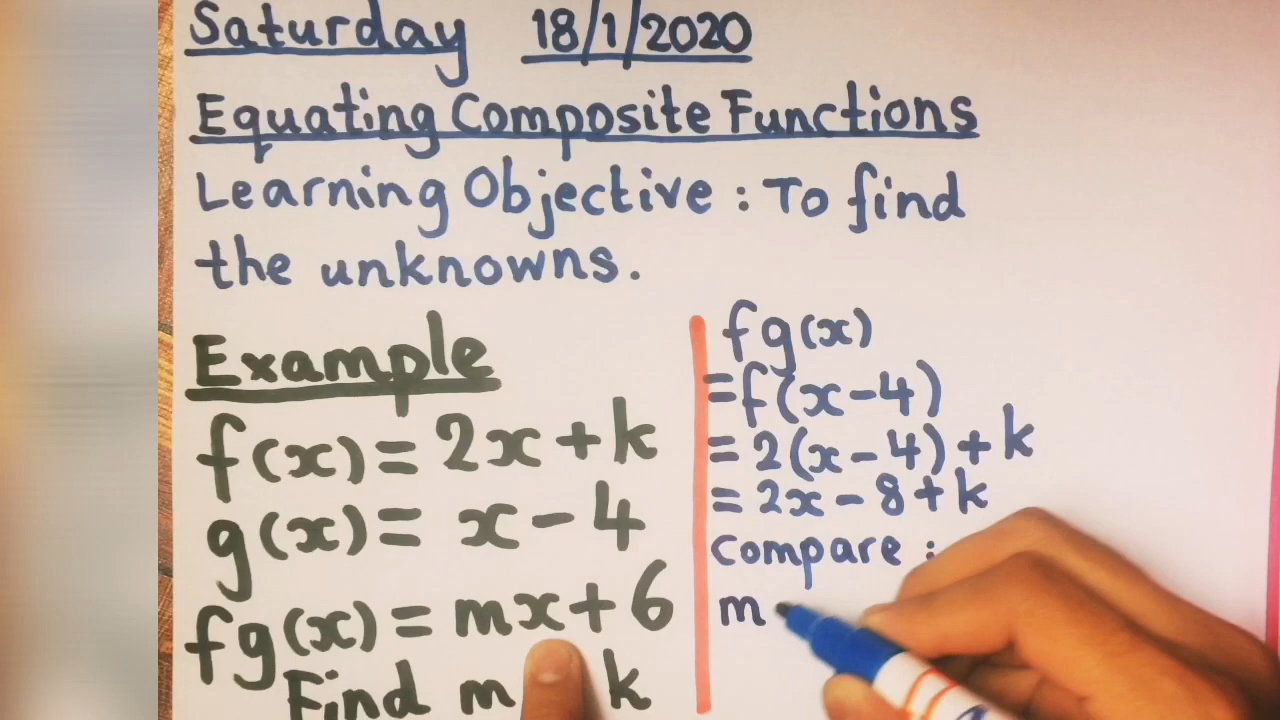 Saturday 18/1/2020
Equating Composite Functions
Learning Objective : To find
the unknowns.
Example
f(x) = 2x + k
g(x) = x - 4
fg(x) = mx + 6
Find m k
fg(x)
= f(x - 4)
= 2(x - 4) + k
= 2x - 8 + k
Compare :
m